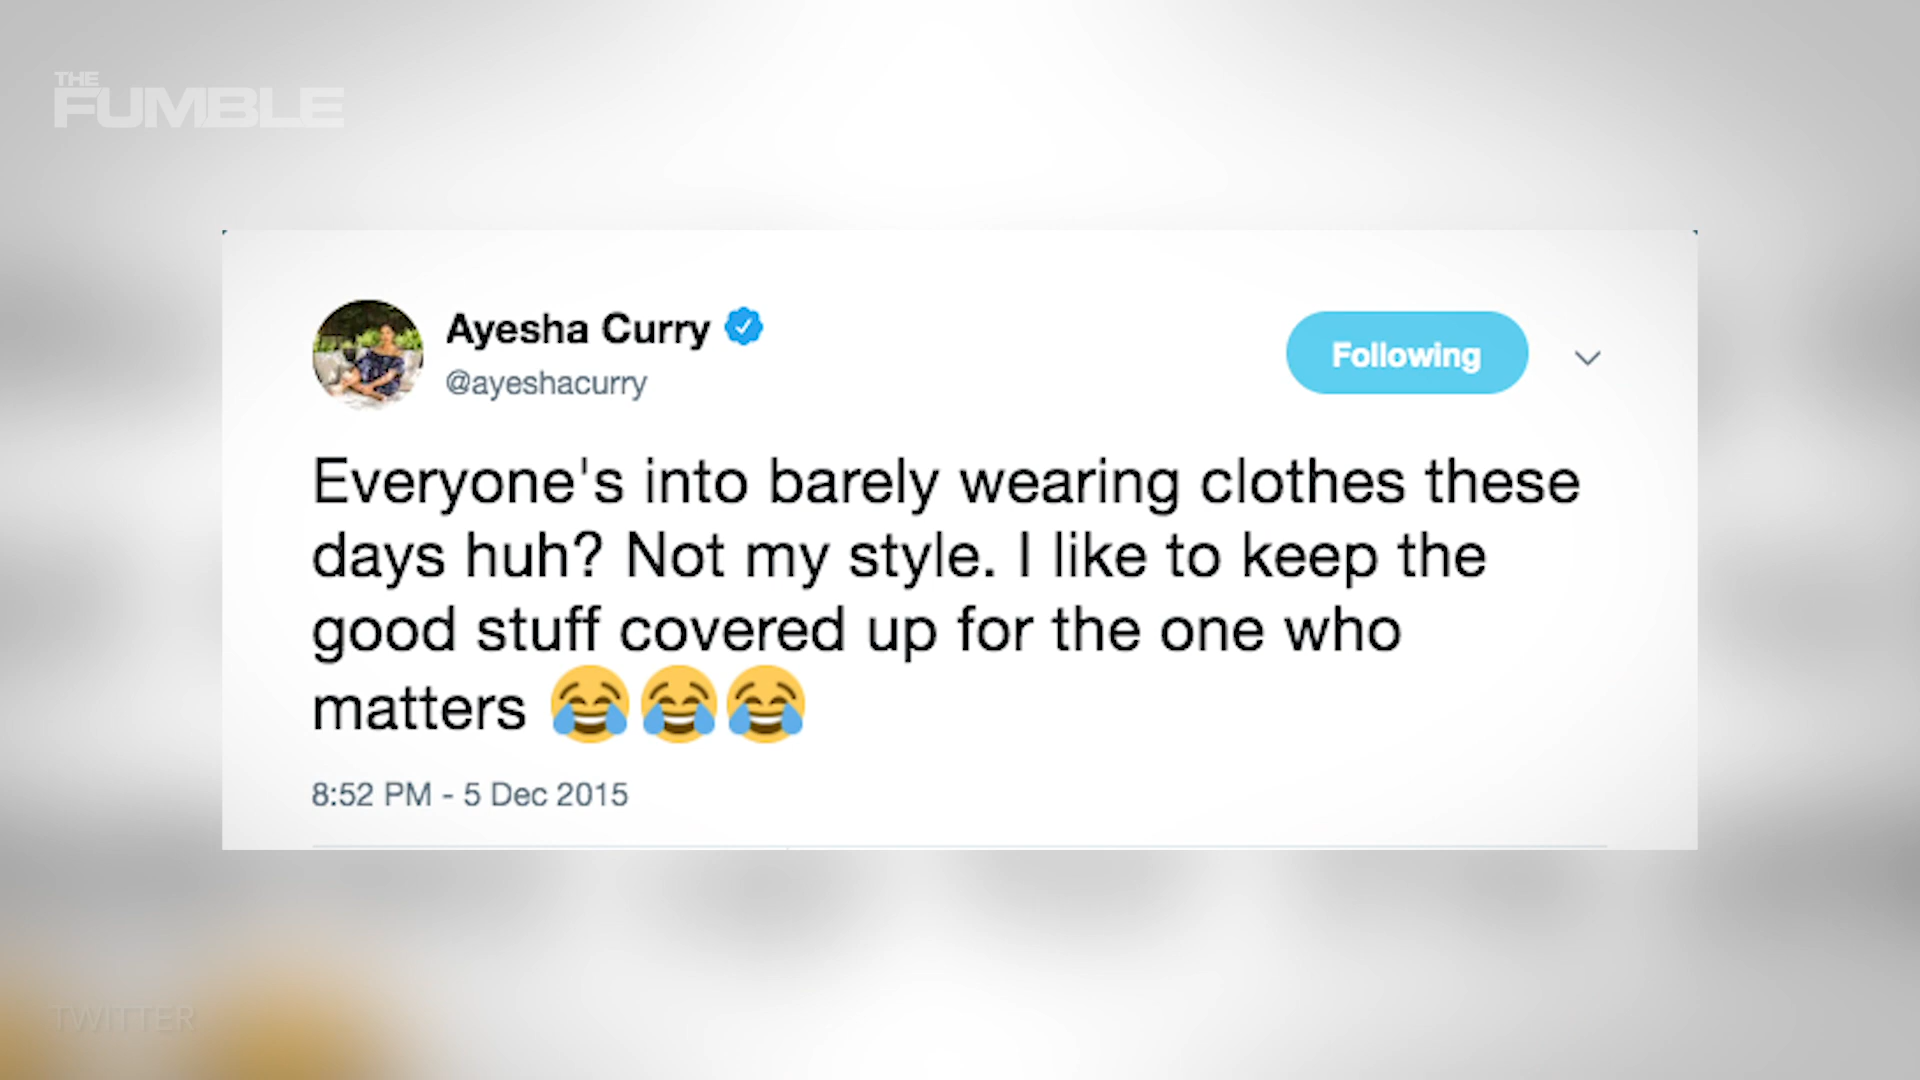 THE
FUMBLE
Ayesha Curry
@ayeshacurry
Following
Everyone's into barely wearing clothes these
days huh? Not my style. I like to keep the
good stuff covered up for the one who
matters 😂😂😂
8:52 PM - 5 Dec 2015
TWITTER